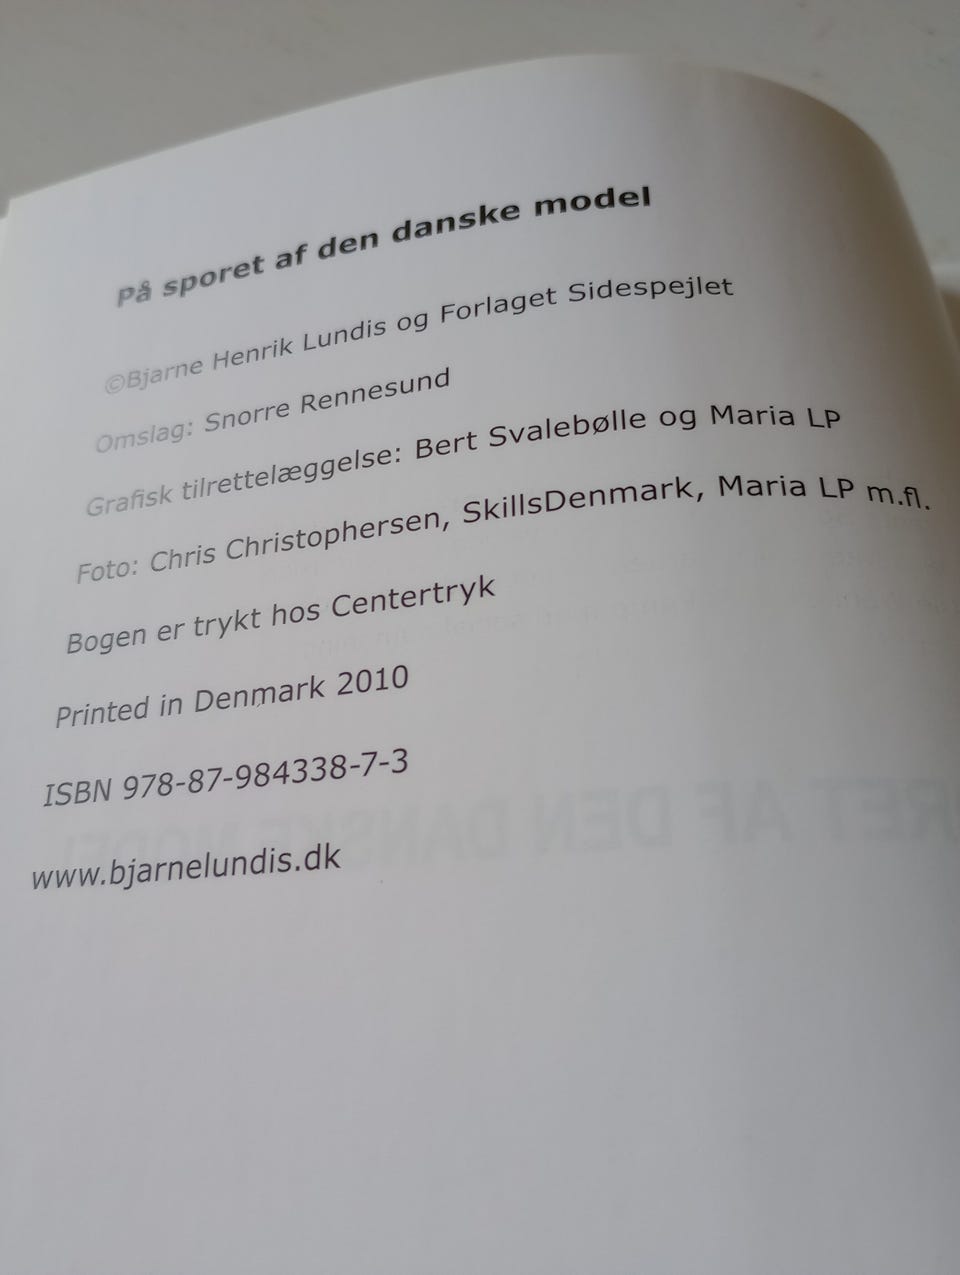 På sporet af den danske model
©Bjarne Henrik Lundis og Forlaget Sidespejlet
Omslag: Snorre Rennesund
Grafisk tilrettelæggelse: Bert Svalebølle og Maria LP
Foto: Chris Christophersen, SkillsDenmark, Maria LP m.fl.
Bogen er trykt hos Centertryk
Printed in Denmark 2010
ISBN 978-87-984338-7-3
www.bjarnelundis.dk